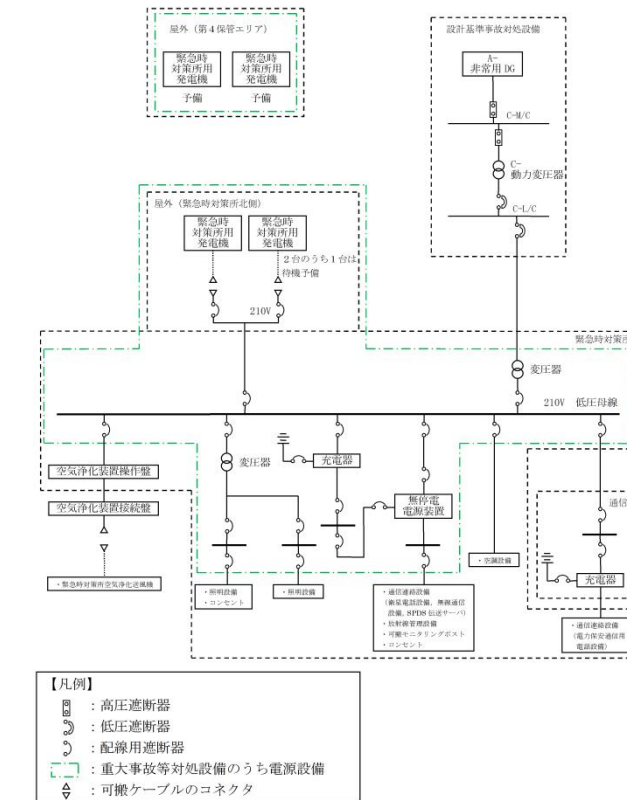 屋外（第４保管エリア）
緊急時
対策所用
発電機
緊急時
対策所用
発電機
予備
予備
設計基準事故対処設備
A-
非常用 DG
C-M/C
C-
動力変圧器
C-L/C
屋外（緊急時対策所北側）
緊急時
対策所用
発電機
緊急時
対策所用
発電機
２台のうち１台は
待機予備
210V
緊急時対策所
変圧器
210V 低圧母線
変圧器
充電器
無停電
電源装置
空気浄化装置操作盤
空気浄化装置接続盤
・緊急時対策所空気浄化送風機
・照明設備
・コンセント
・照明設備
・通信連絡設備
（衛星電話設備，無線通信
設備，SPDS 伝送サーバ）
・放射線管理設備
・可搬モニタリングポスト
・コンセント
・空調設備
通信
充電器
・通信連絡設備
（電力保安通信用
電話設備）
【凡例】
：高圧遮断器
：低圧遮断器
：配線用遮断器
：重大事故等対処設備のうち電源設備
：可搬ケーブルのコネクタ